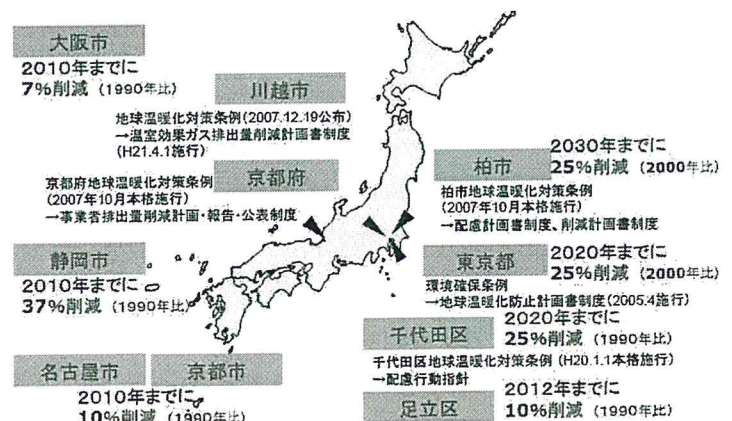 大阪市
2010年までに
7%削減（1990年比）
川越市
地球温暖化対策条例（2007.12.19公布）
→温室効果ガス排出量削減計画書制度
（H21.4.1施行）
京都府
京都府地球温暖化対策条例
（2007年10月本格施行）
→事業者排出量削減計画・報告・公表制度
柏市
2030年までに
25%削減（2000年比）
柏市地球温暖化対策条例
（2007年10月本格施行）
→配慮計画書制度、削減計画書制度
静岡市
2010年までに
37%削減（1990年比）
東京都
2020年までに
25%削減（2000年比）
環境確保条例
→地球温暖化防止計画書制度（2005.4施行）
千代田区
2020年までに
25%削減（1990年比）
千代田区地球温暖化対策条例（H20.1.1本格施行）
→配慮行動指針
名古屋市
京都市
2010年までに
10%削減（1990年比）
足立区
2012年までに
10%削減（1990年比）